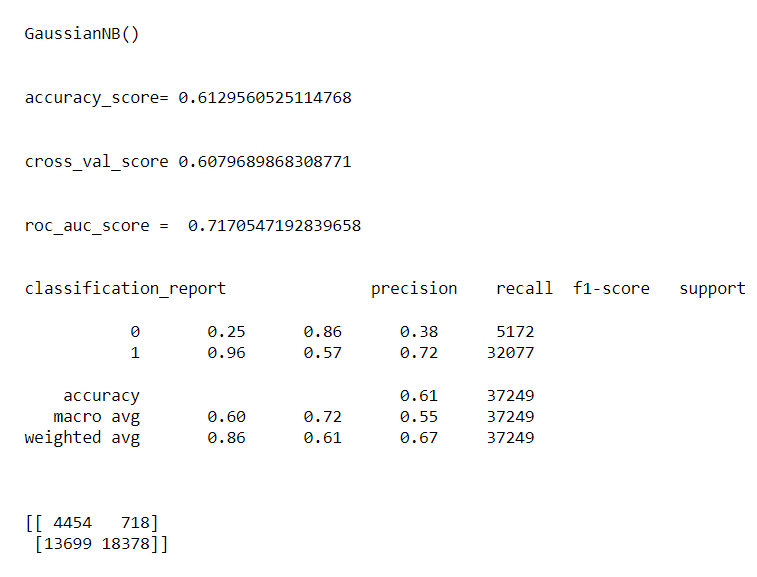 GaussianNB()
accuracy_score= 0.6129560525114768
cross_val_score 0.6079689868308771
roc_auc_score =  0.7170547192839658
classification_report               precision    recall  f1-score   support
           0       0.25      0.86      0.38      5172
           1       0.96      0.57      0.72     32077
    accuracy                           0.61     37249
   macro avg       0.60      0.72      0.55     37249
weighted avg       0.86      0.61      0.67     37249
[[ 4454   718]
 [13699 18378]]